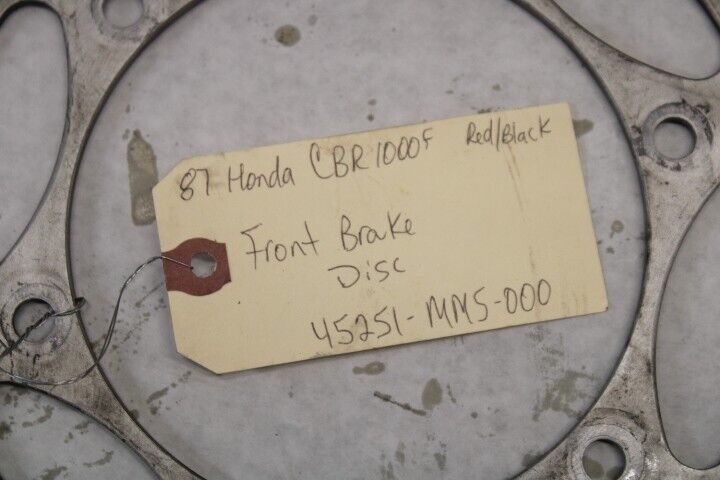 87 Honda CBR1000F Red/Black
Front Brake
Disc
45251-MM5-000